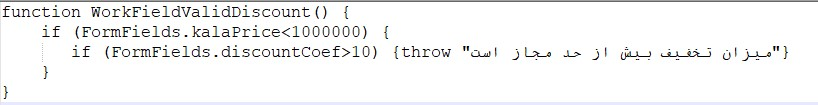 function WorkFieldValidDiscount() {
if (FormFields.kalaPrice<1000000) {
if (FormFields.discountCoef>10) {throw "میزان تخفیف بیش از حد مجاز است"}
}
}